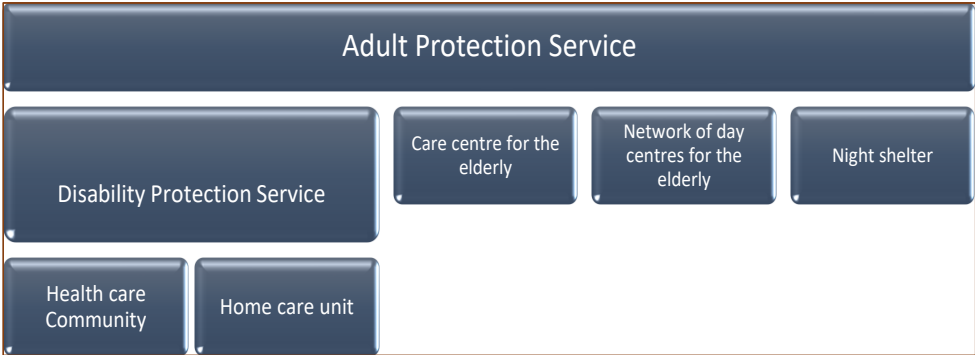 Adult Protection Service
Disability Protection Service
Care centre for the
elderly
Network of day
centres for the
elderly
Night shelter
Health care
Community
Home care unit